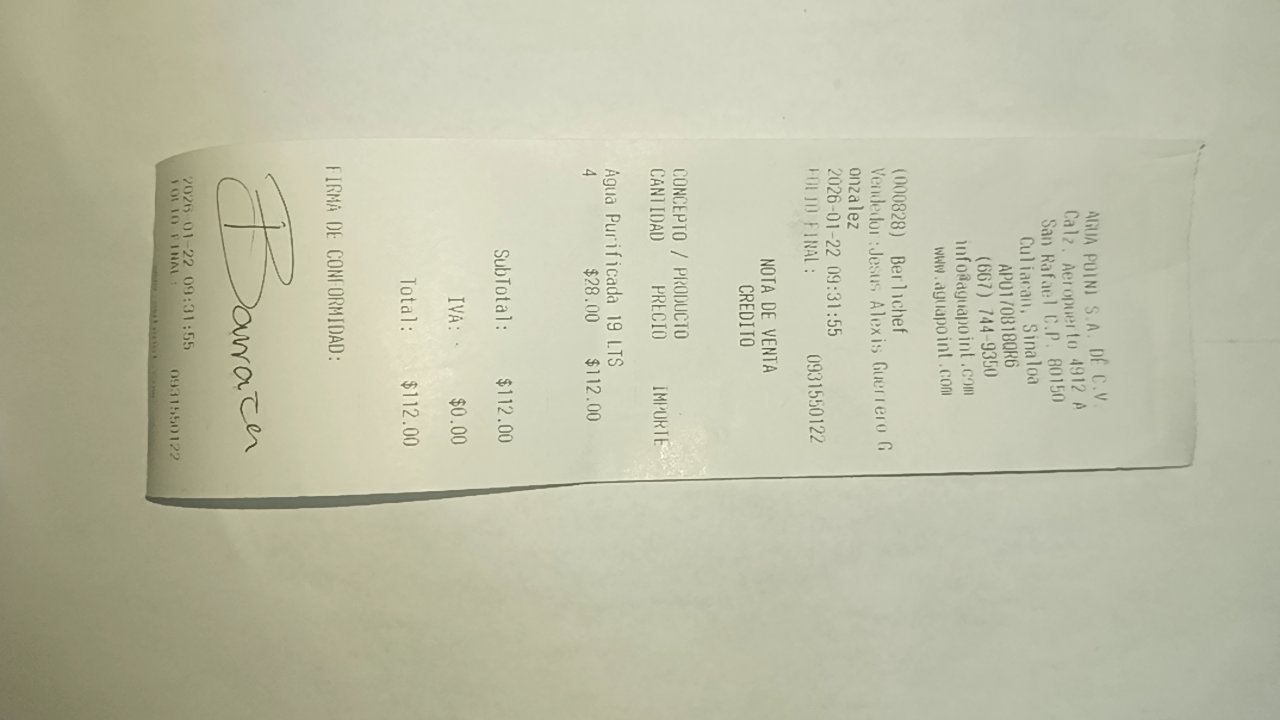 AGUA POINT S.A. DE C.V.
Calz. Aeropuerto 4912 A
San Rafael C.P. 80150
Culiacan, Sinaloa
APO170818QR6
(667) 744-9350
info@aguapoint.com
www.aguapoint.com
(000828) Berlichef
Vendedor:Jesus Alexis Guerrero G
onzalez
2026-01-22 09:31:55
FOLIO FINAL: 0931550122
NOTA DE VENTA
CREDITO
CONCEPTO / PRODUCTO
CANTIDAD PRECIO IMPORTE
Agua Purificada 19 LTS
4 $28.00 $112.00
SubTotal: $112.00
IVA: $0.00
Total: $112.00
FIRMA DE CONFORMIDAD:
2026-01-22 09:31:55
FOLIO FINAL: 0931550122